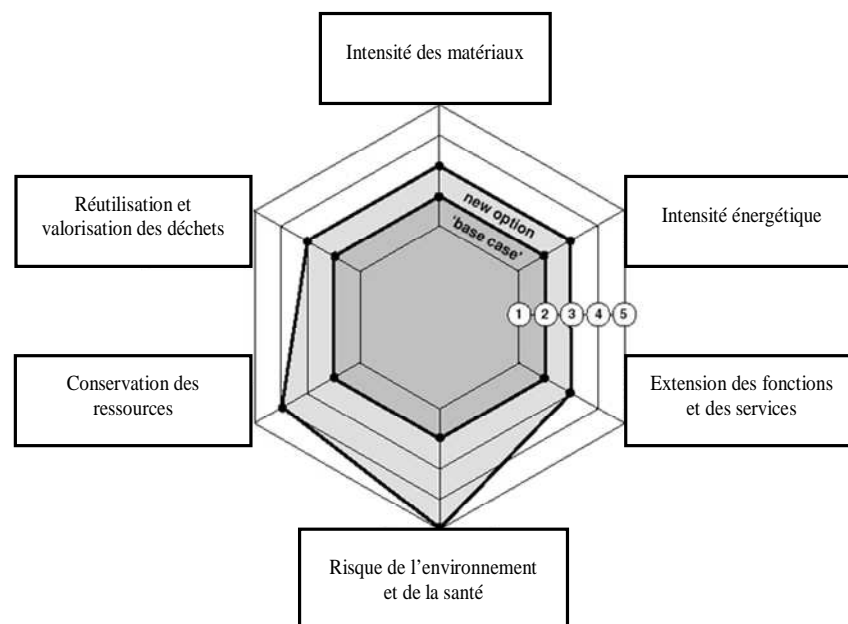 Intensité des matériaux
Réutilisation et
valorisation des déchets
new option
'base case'
Intensité énergétique
1 2 3 4 5
Conservation des
ressources
Extension des fonctions
et des services
Risque de l’environnement
et de la santé